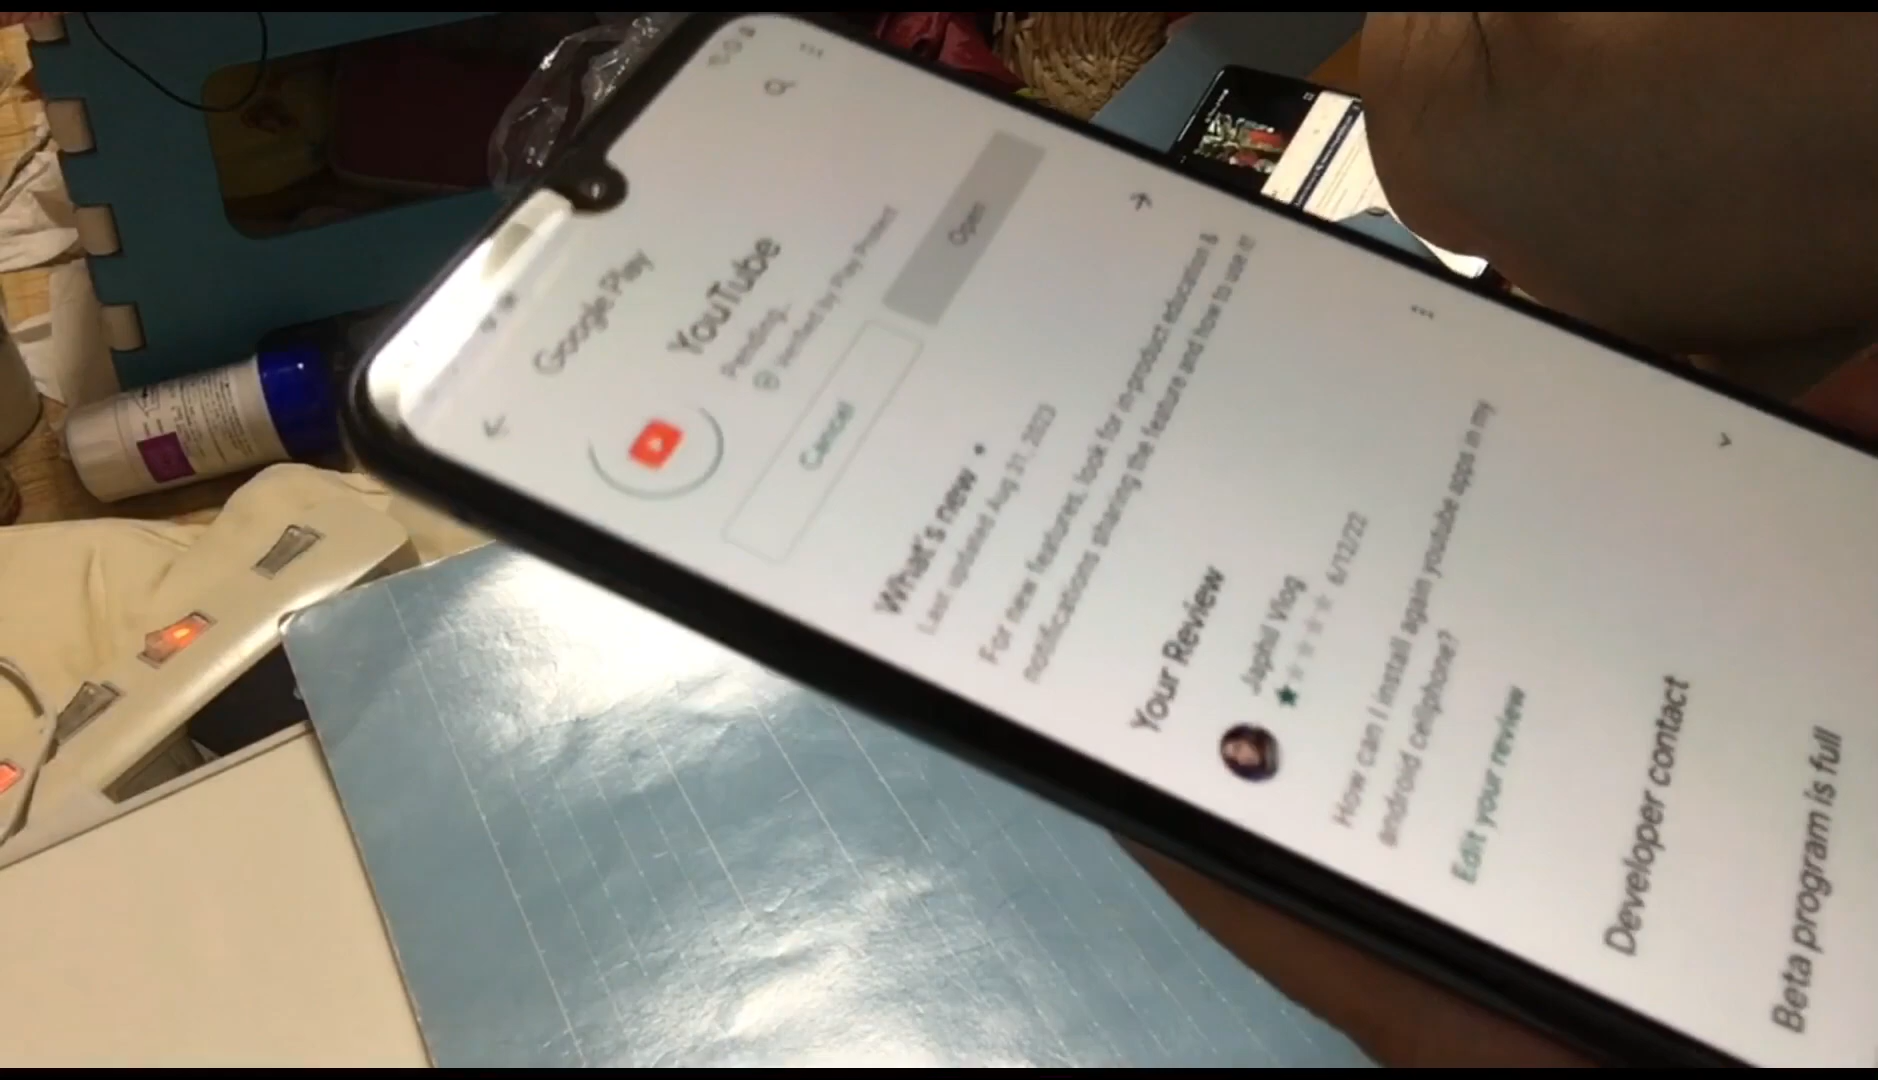 Google Play
YouTube
Pending...
Verified by Play Protect
Cancel
Open
What's new •
Last updated Aug 31, 2023
For new features, look for in-product education &
notifications sharing the feature and how to use it!
Your Review
Japhil Vlog
6/12/22
How can I install again youtube apps in my
android cellphone?
Edit your review
Developer contact
Beta program is full